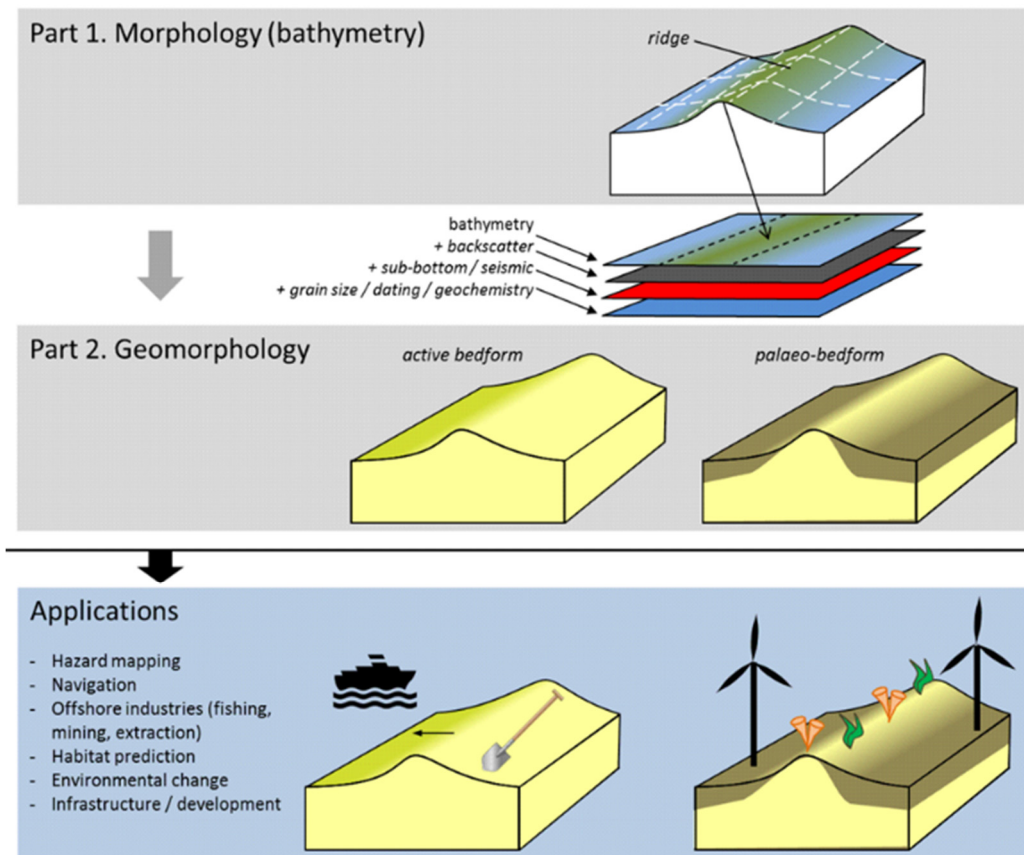 Part 1. Morphology (bathymetry)
ridge
bathymetry
+ backscatter
+ sub-bottom / seismic
+ grain size / dating / geochemistry
Part 2. Geomorphology
active bedform
palaeo-bedform
Applications
- Hazard mapping
- Navigation
- Offshore industries (fishing,
mining, extraction)
- Habitat prediction
- Environmental change
- Infrastructure / development